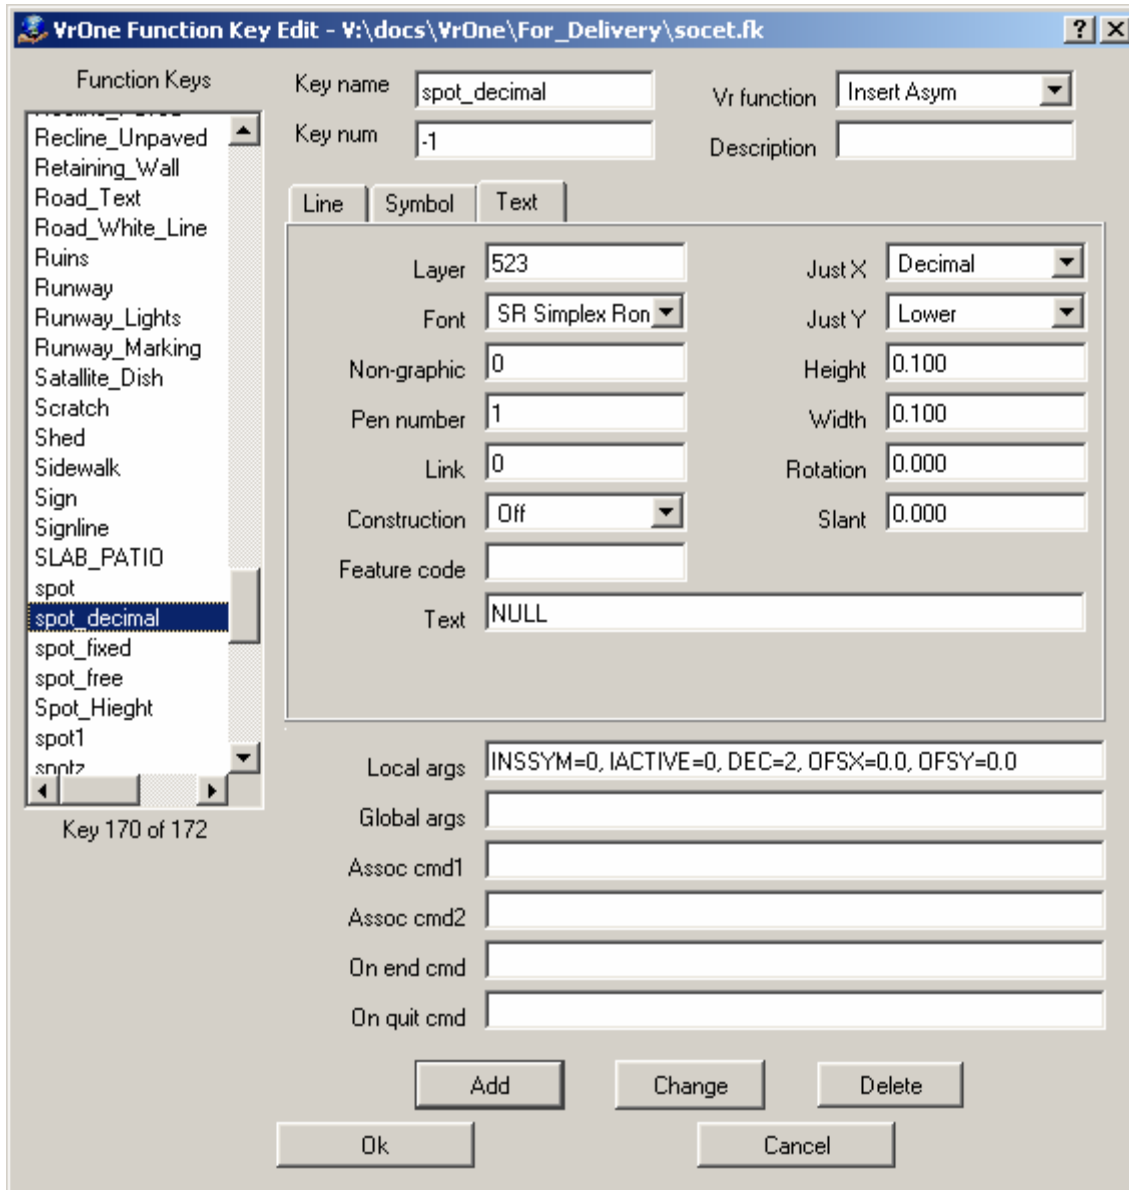 VrOne Function Key Edit - V:\docs\VrOne\For_Delivery\socet.fk
Function Keys
Recline_Unpaved
Retaining_Wall
Road_Text
Road_White_Line
Ruins
Runway
Runway_Lights
Runway_Marking
Satallite_Dish
Scratch
Shed
Sidewalk
Sign
Signline
SLAB_PATIO
spot
spot_decimal
spot_fixed
spot_free
Spot_Hieght
spot1
spotz
Key 170 of 172
Key name spot_decimal
Key num -1
Vr function Insert Asym
Description
Line Symbol Text
Layer 523
Font SR Simplex Rom
Non-graphic 0
Pen number 1
Link 0
Construction Off
Feature code
Text NULL
Just X Decimal
Just Y Lower
Height 0.100
Width 0.100
Rotation 0.000
Slant 0.000
Local args INSSYM=0, IACTIVE=0, DEC=2, OFSX=0.0, OFSY=0.0
Global args
Assoc cmd1
Assoc cmd2
On end cmd
On quit cmd
Add Change Delete
Ok Cancel